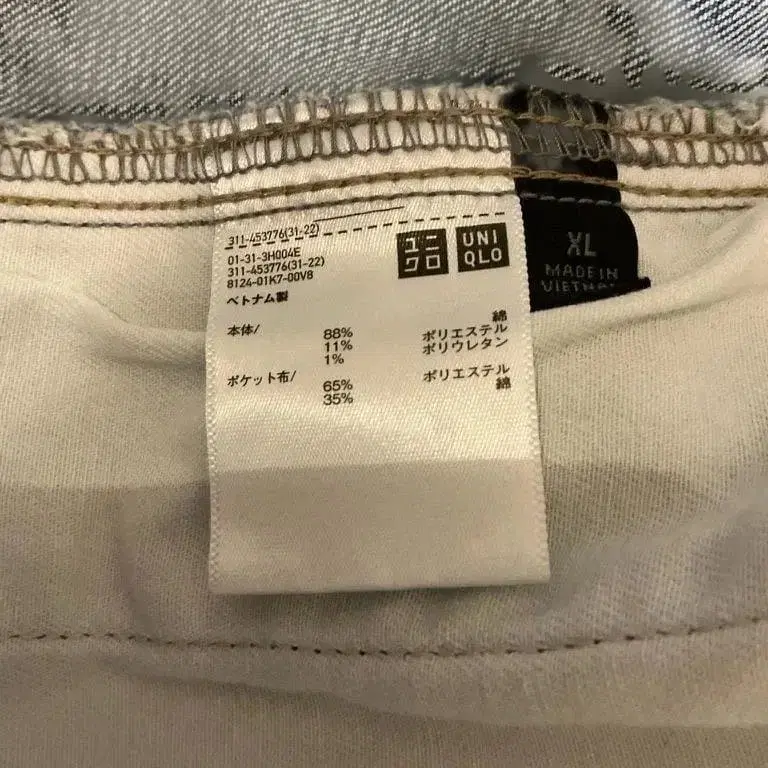 311-453776(31-22)
01-31-3H004E
311-453776(31-22)
8124-01K7-00V8
ベトナム製
ユニ
クロ
UNI
QLO
本体/
88%
綿
11%
ポリエステル
1%
ポリウレタン
ポケット布/
65%
ポリエステル
35%
綿
XL
MADE IN
VIETNAM